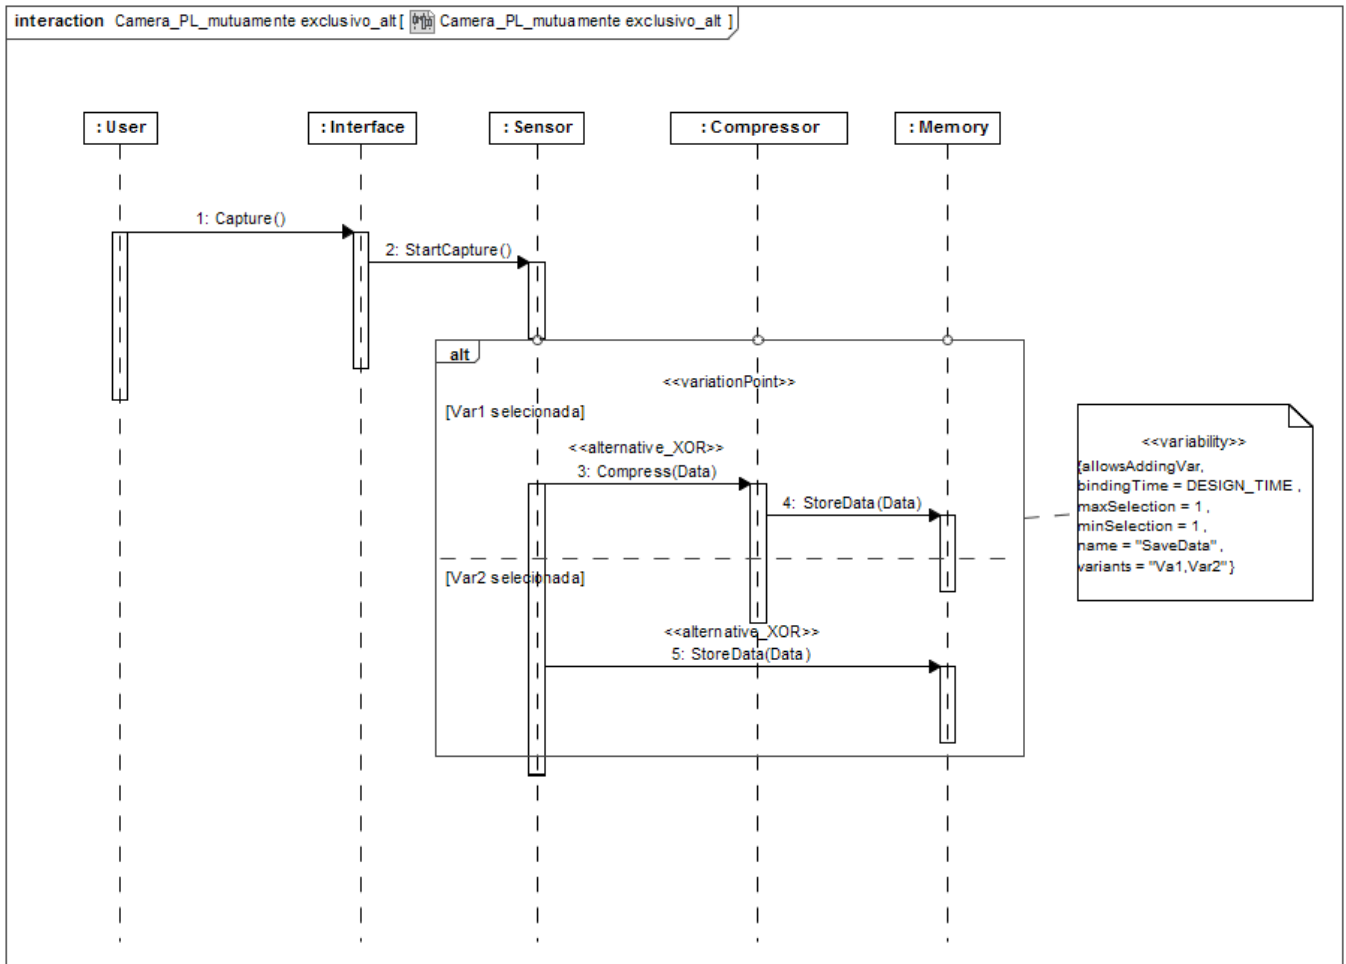 interaction Camera_PL_mutuamente exclusivo_alt[ Camera_PL_mutuamente exclusivo_alt ]
: User
: Interface
: Sensor
: Compressor
: Memory
1: Capture()
2: StartCapture()
alt
<<variationPoint>>
[Var1 selecionada]
<<alternative_XOR>>
3: Compress(Data)
4: StoreData(Data)
[Var2 selecionada]
<<alternative_XOR>>
5: StoreData(Data)
<<variability>>
{allowsAddingVar,
bindingTime = DESIGN_TIME ,
maxSelection = 1 ,
minSelection = 1 ,
name = "SaveData" ,
variants = "Va1,Var2" }